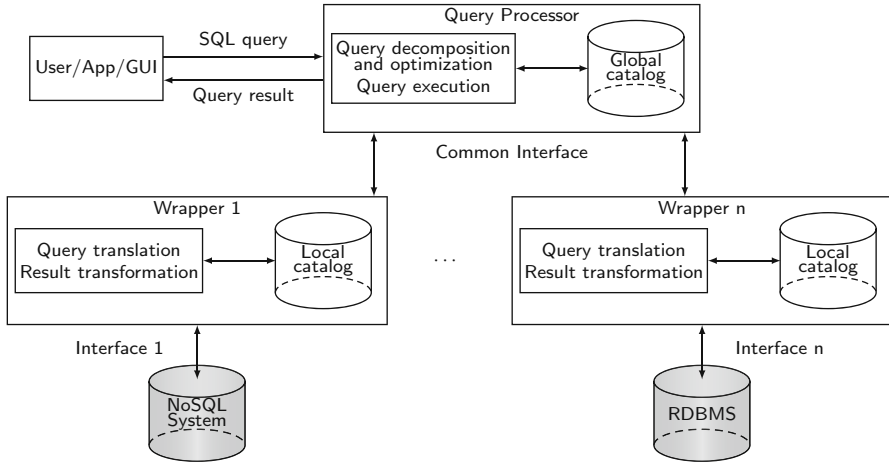 Query Processor
SQL query
User/App/GUI
Query result
Query decomposition
and optimization
Query execution
Global
catalog
Common Interface
Wrapper 1
Query translation
Result transformation
Local
catalog
...
Wrapper n
Query translation
Result transformation
Local
catalog
Interface 1
NoSQL
System
Interface n
RDBMS